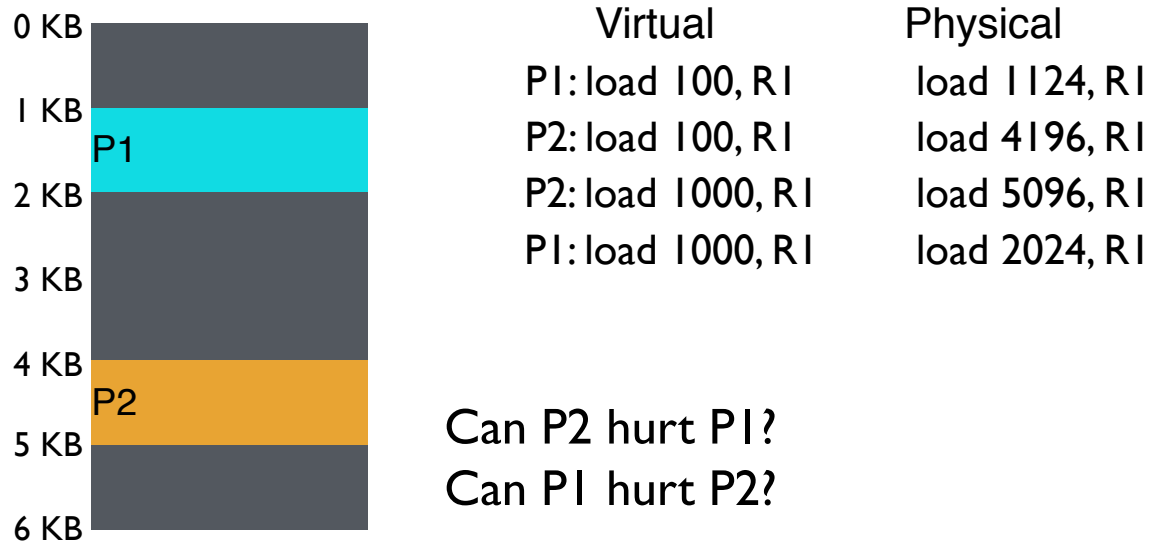 0 KB
1 KB
P1
2 KB
3 KB
4 KB
P2
5 KB
6 KB
Virtual Physical
P1: load 100, R1 load 1124, R1
P2: load 100, R1 load 4196, R1
P2: load 1000, R1 load 5096, R1
P1: load 1000, R1 load 2024, R1
Can P2 hurt P1?
Can P1 hurt P2?